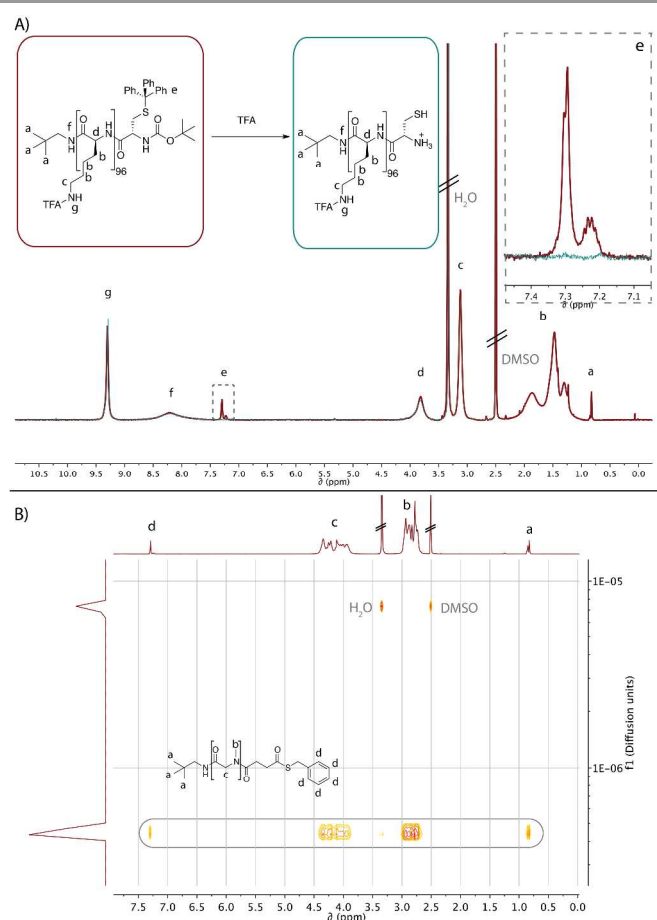 A)
e
Ph
Ph Ph
e
S
a
a
a
f
N
H
O
d
H
N
O
N
H
O
O
b
b
b
c
96
NH
TFA
g
TFA
SH
a
a
a
f
N
H
O
d
H
N
O
+
NH3
b
b
b
c
96
NH
TFA
g
H2O
7.4 7.3 7.2 7.1
∂ (ppm)
c
b
g
DMSO
f
e
d
a
10.5 10.0 9.5 9.0 8.5 8.0 7.5 7.0 6.5 6.0 5.5 5.0 4.5 4.0 3.5 3.0 2.5 2.0 1.5 1.0 0.5 0.0
∂ (ppm)
B)
d
c
b
a
1E-05
H2O
DMSO
a
a
a
N
H
O
c
b
N
O
O
S
d
d
d
d
d
1E-06
f1 (Diffusion units)
7.5 7.0 6.5 6.0 5.5 5.0 4.5 4.0 3.5 3.0 2.5 2.0 1.5 1.0 0.5 0.0
∂ (ppm)